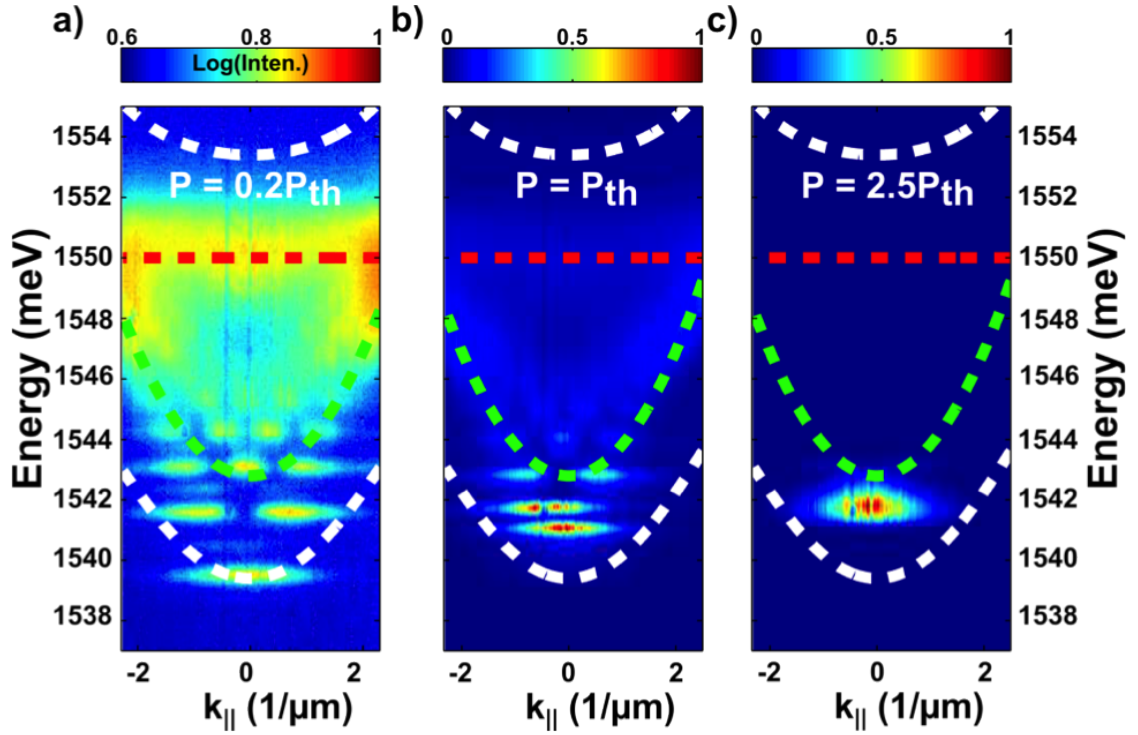 a) b) c)
0.6 0.8 1 0 0.5 1 0 0.5 1
Log(Inten.)
1554 1554
P = 0.2Pth P = Pth P = 2.5Pth
1552 1552
1550 1550
1548 1548
1546 1546
1544 1544
1542 1542
1540 1540
1538 1538
Energy (meV) Energy (meV)
-2 0 2 -2 0 2 -2 0 2
k|| (1/μm) k|| (1/μm) k|| (1/μm)